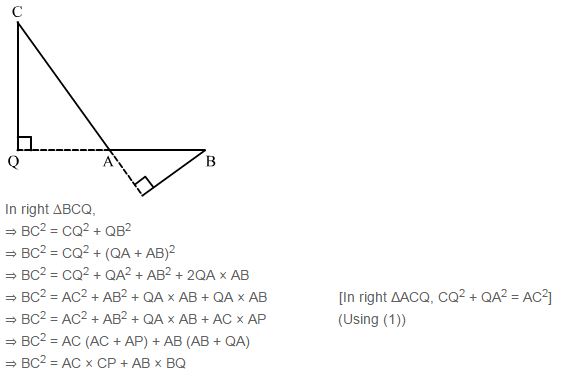 C
Q
A
B
In right ΔBCQ,
⇒ BC² = CQ² + QB²
⇒ BC² = CQ² + (QA + AB)²
⇒ BC² = CQ² + QA² + AB² + 2QA × AB
⇒ BC² = AC² + AB² + QA × AB + QA × AB [In right ΔACQ, CQ² + QA² = AC²]
⇒ BC² = AC² + AB² + QA × AB + AC × AP (Using (1))
⇒ BC² = AC (AC + AP) + AB (AB + QA)
⇒ BC² = AC × CP + AB × BQ